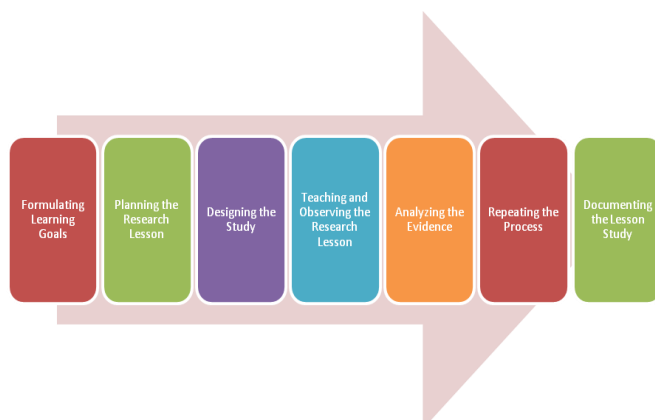 Formulating
Learning
Goals
Planning the
Research
Lesson
Designing the
Study
Teaching and
Observing the
Research
Lesson
Analyzing the
Evidence
Repeating the
Process
Documenting
the Lesson
Study